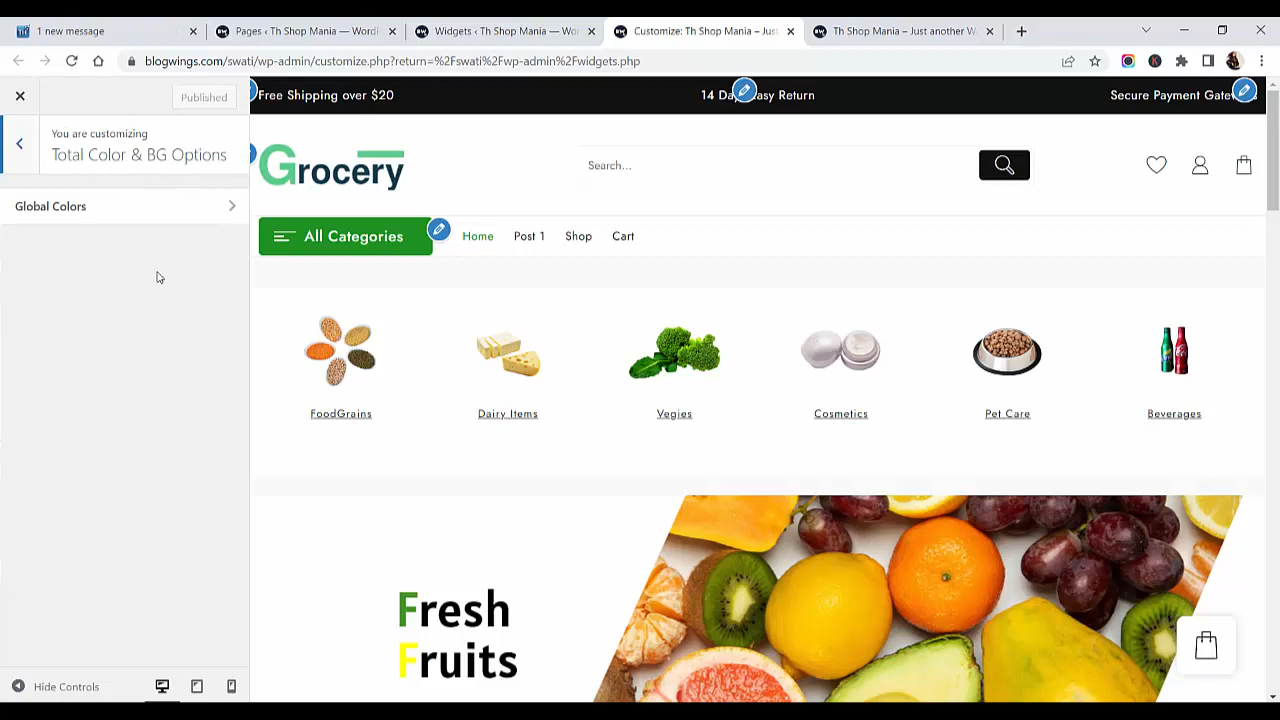 1 new message
Pages ‹ Th Shop Mania — WordP
Widgets ‹ Th Shop Mania — Wor
Customize: Th Shop Mania – Just
Th Shop Mania – Just another W
blogwings.com/swati/wp-admin/customize.php?return=%2Fswati%2Fwp-admin%2Fwidgets.php
Published
You are customizing
Total Color & BG Options
Global Colors
Hide Controls
Free Shipping over $20
14 Day Easy Return
Secure Payment
Grocery
Search...
All Categories
Home
Post 1
Shop
Cart
FoodGrains
Dairy Items
Vegies
Cosmetics
Pet Care
Beverages
Fresh
Fruits